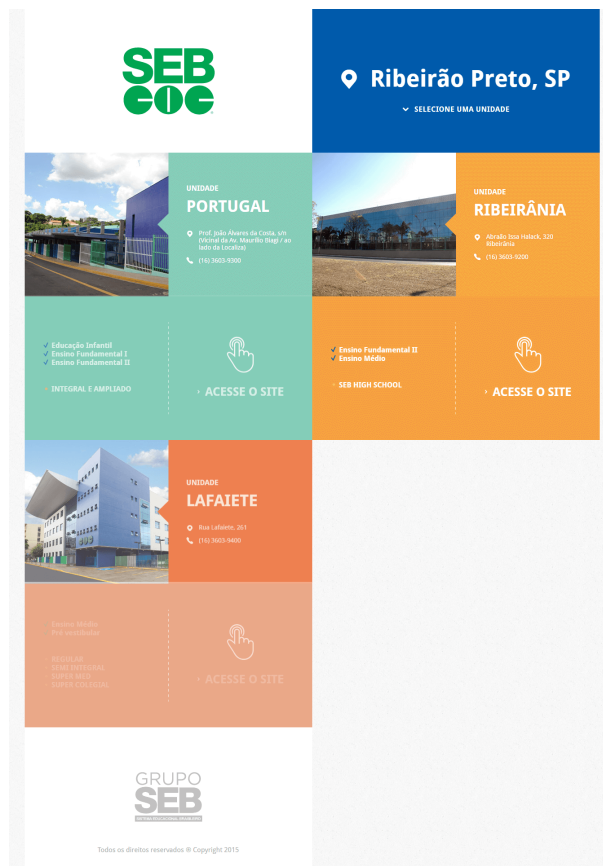 SEB
COC
Ribeirão Preto, SP
SELECIONE UMA UNIDADE
UNIDADE
PORTUGAL
Prof. João Álvares da Costa, s/n
(Vicinal da Av. Maurílio Biagi / ao
lado da Localiza)
(16) 3603-9300
UNIDADE
RIBEIRÂNIA
Abraão Issa Halack, 320
Ribeirânia
(16) 3603-9200
Educação Infantil
Ensino Fundamental I
Ensino Fundamental II
INTEGRAL E AMPLIADO
ACESSE O SITE
Ensino Fundamental II
Ensino Médio
SEB HIGH SCHOOL
ACESSE O SITE
UNIDADE
LAFAIETE
Rua Lafaiete, 261
(16) 3603-9400
Ensino Médio
Pré-vestibular
REGULAR
SEMI INTEGRAL
SUPER MED
SUPER COLEGIAL
ACESSE O SITE
GRUPO
SEB
SISTEMA EDUCACIONAL BRASILEIRO
Todos os direitos reservados ® Copyright 2015